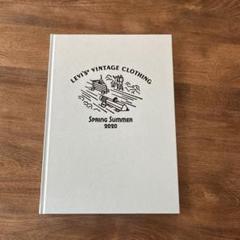 LEVI'S® VINTAGE CLOTHING
SPRING SUMMER
2020